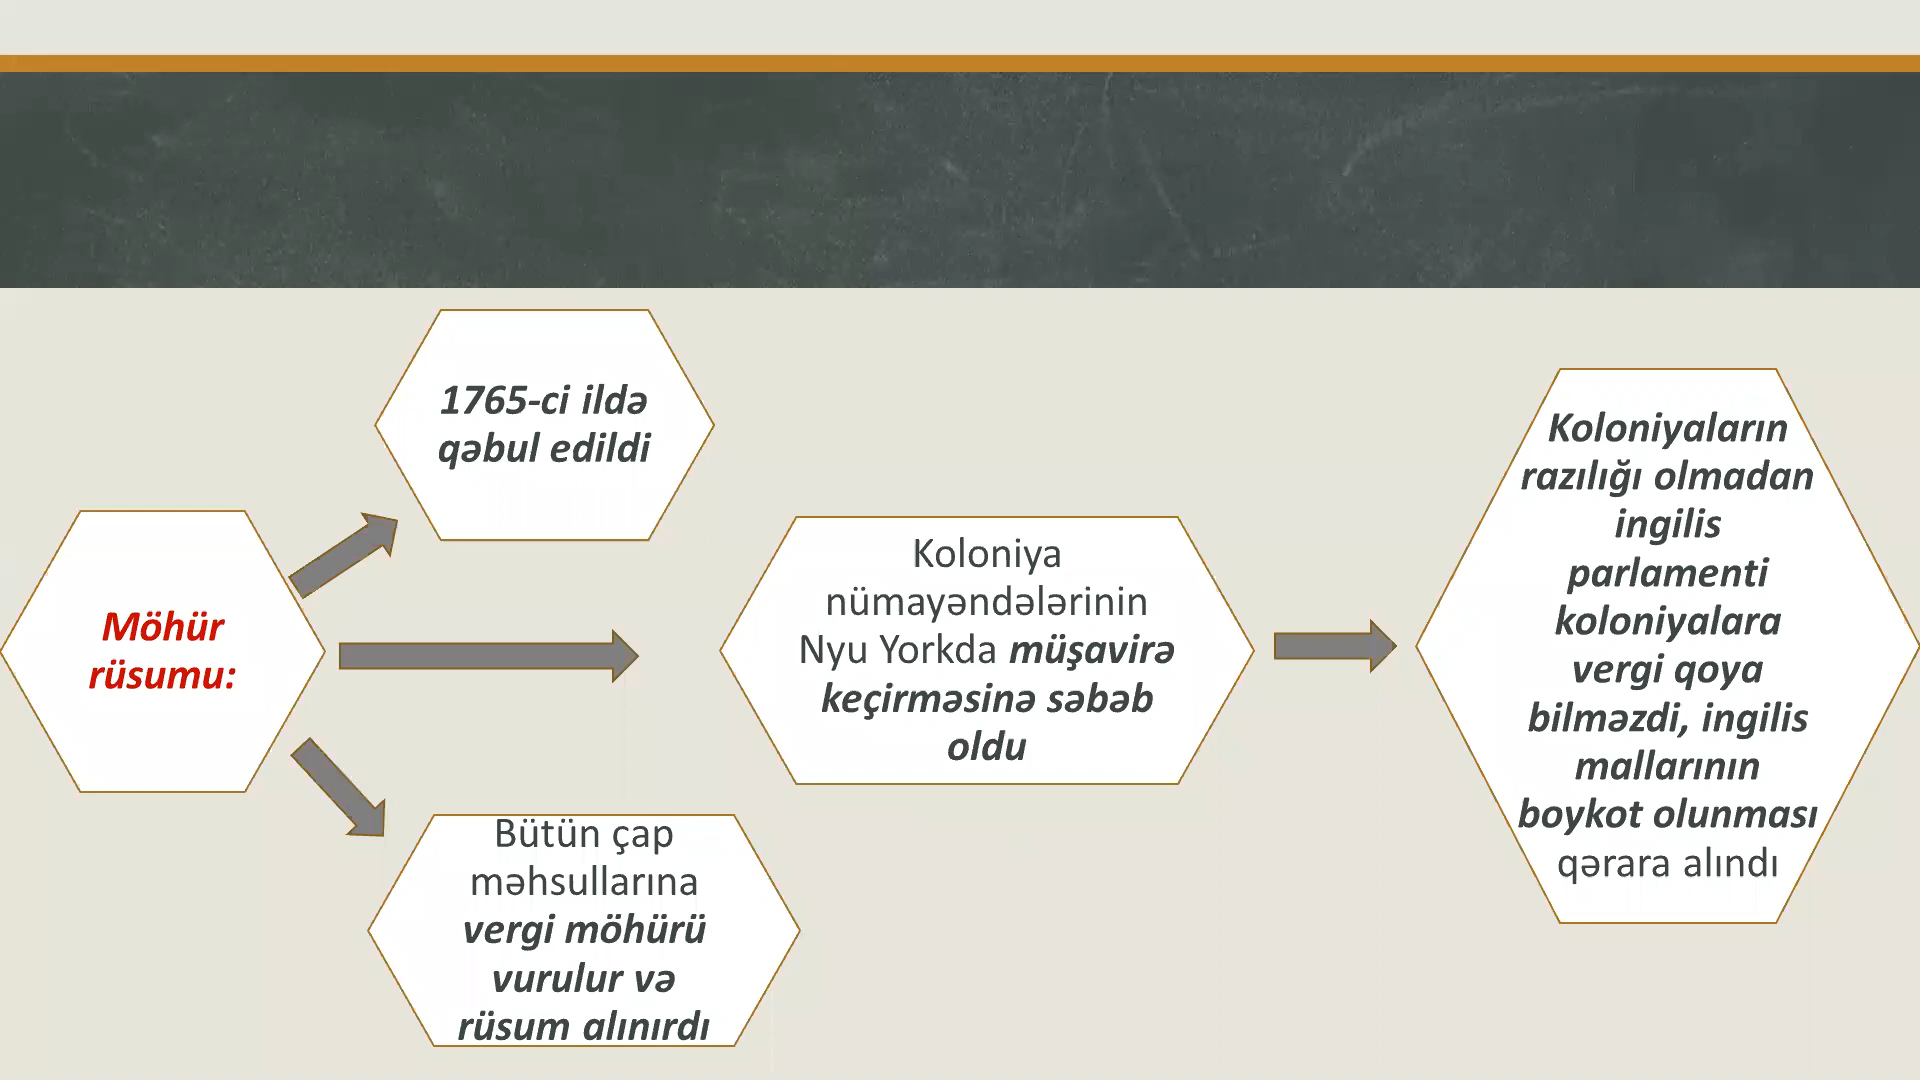 Möhür
rüsumu:
1765-ci ildə
qəbul edildi
Koloniya
nümayəndələrinin
Nyu Yorkda müşavirə
keçirməsinə səbəb
oldu
Koloniyaların
razılığı olmadan
ingilis
parlamenti
koloniyalara
vergi qoya
bilməzdi, ingilis
mallarının
boykot olunması
qərara alındı
Bütün çap
məhsullarına
vergi möhürü
vurulur və
rüsum alınırdı